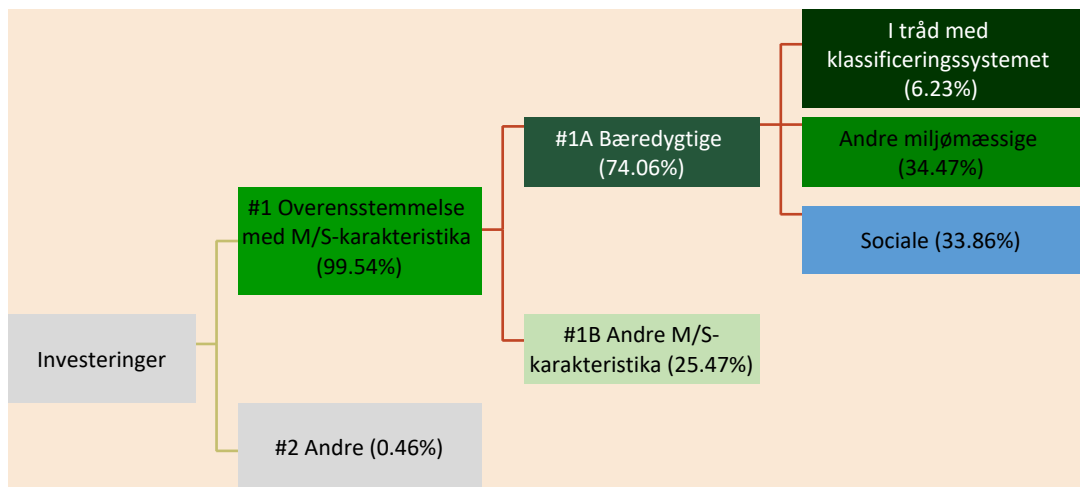 I tråd med
klassificeringssystemet
(6.23%)
#1A Bæredygtige
(74.06%)
Andre miljømæssige
(34.47%)
#1 Overensstemmelse
med M/S-karakteristika
(99.54%)
Sociale (33.86%)
Investeringer
#1B Andre M/S-
karakteristika (25.47%)
#2 Andre (0.46%)